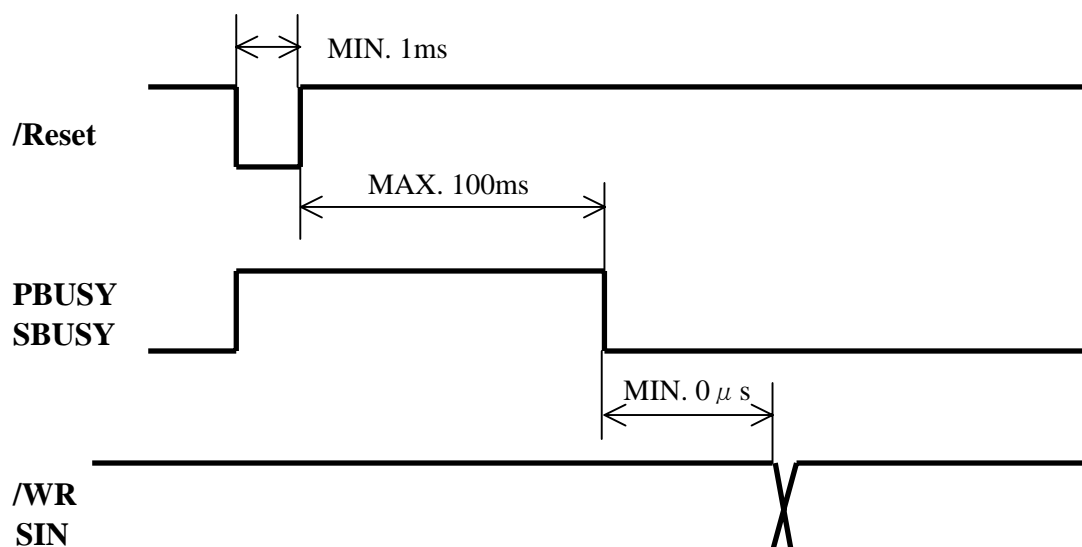 MIN. 1ms
/Reset
MAX. 100ms
PBUSY
SBUSY
MIN. 0 μ s
/WR
SIN